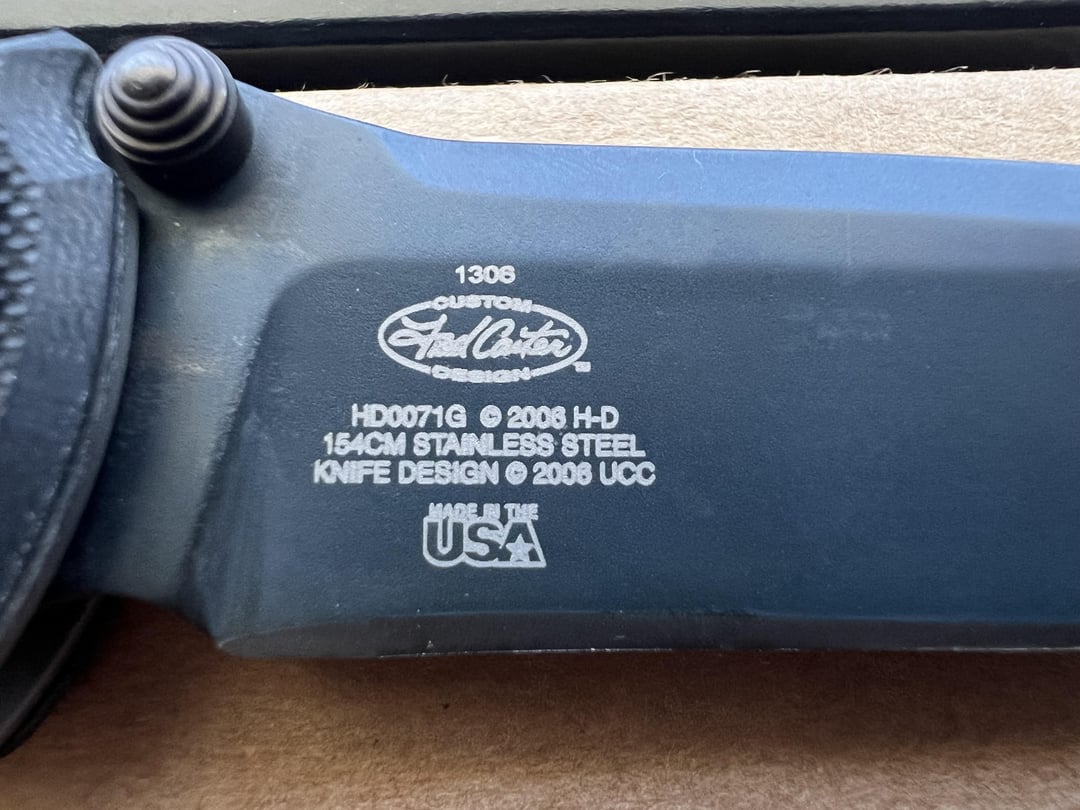 1306
CUSTOM
Fred Carter
DESIGN
HD0071G © 2006 H-D
154CM STAINLESS STEEL
KNIFE DESIGN © 2006 UCC
MADE IN THE
USA